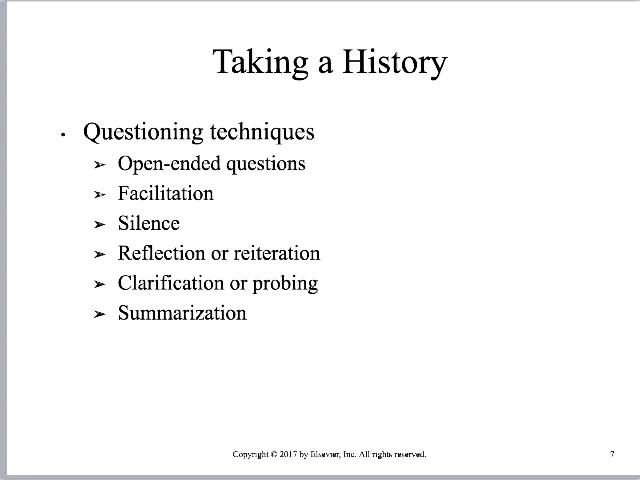 Taking a History
• Questioning techniques
➢ Open-ended questions
➢ Facilitation
➢ Silence
➢ Reflection or reiteration
➢ Clarification or probing
➢ Summarization
Copyright © 2017 by Elsevier, Inc. All rights reserved.
7